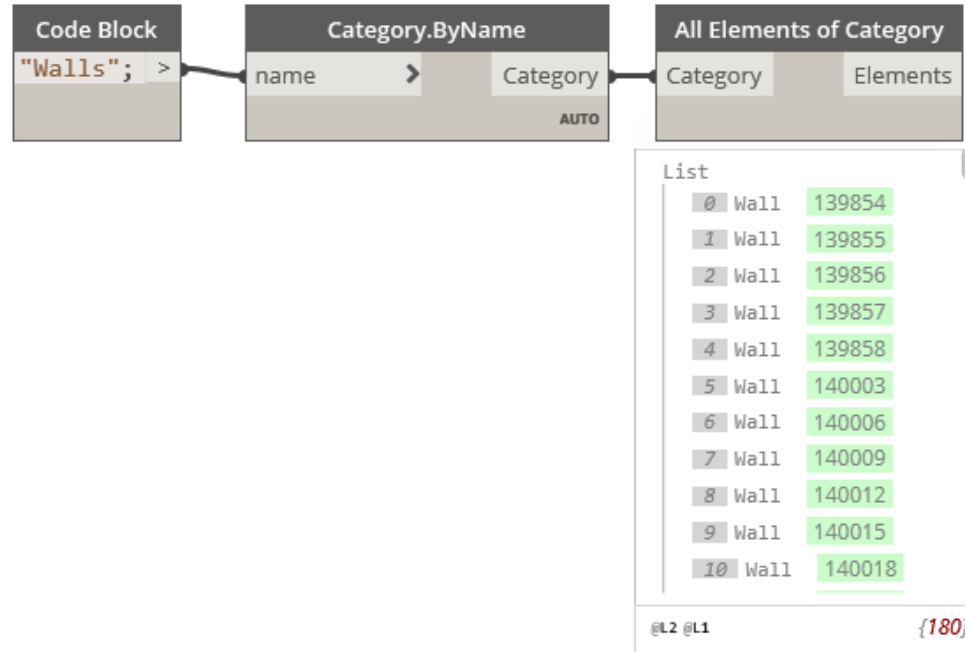 Code Block
"Walls"; >
Category.ByName
name > Category
AUTO
All Elements of Category
Category Elements
List
0 Wall 139854
1 Wall 139855
2 Wall 139856
3 Wall 139857
4 Wall 139858
5 Wall 140003
6 Wall 140006
7 Wall 140009
8 Wall 140012
9 Wall 140015
10 Wall 140018
@L2 @L1 {180}